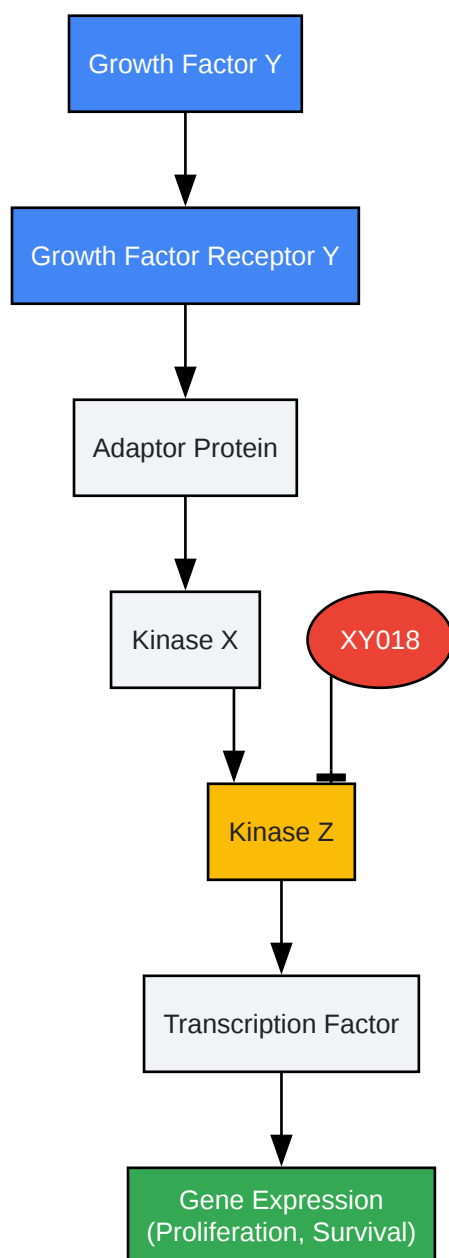 Growth Factor Y
Growth Factor Receptor Y
Adaptor Protein
Kinase X
XY018
Kinase Z
Transcription Factor
Gene Expression
(Proliferation, Survival)